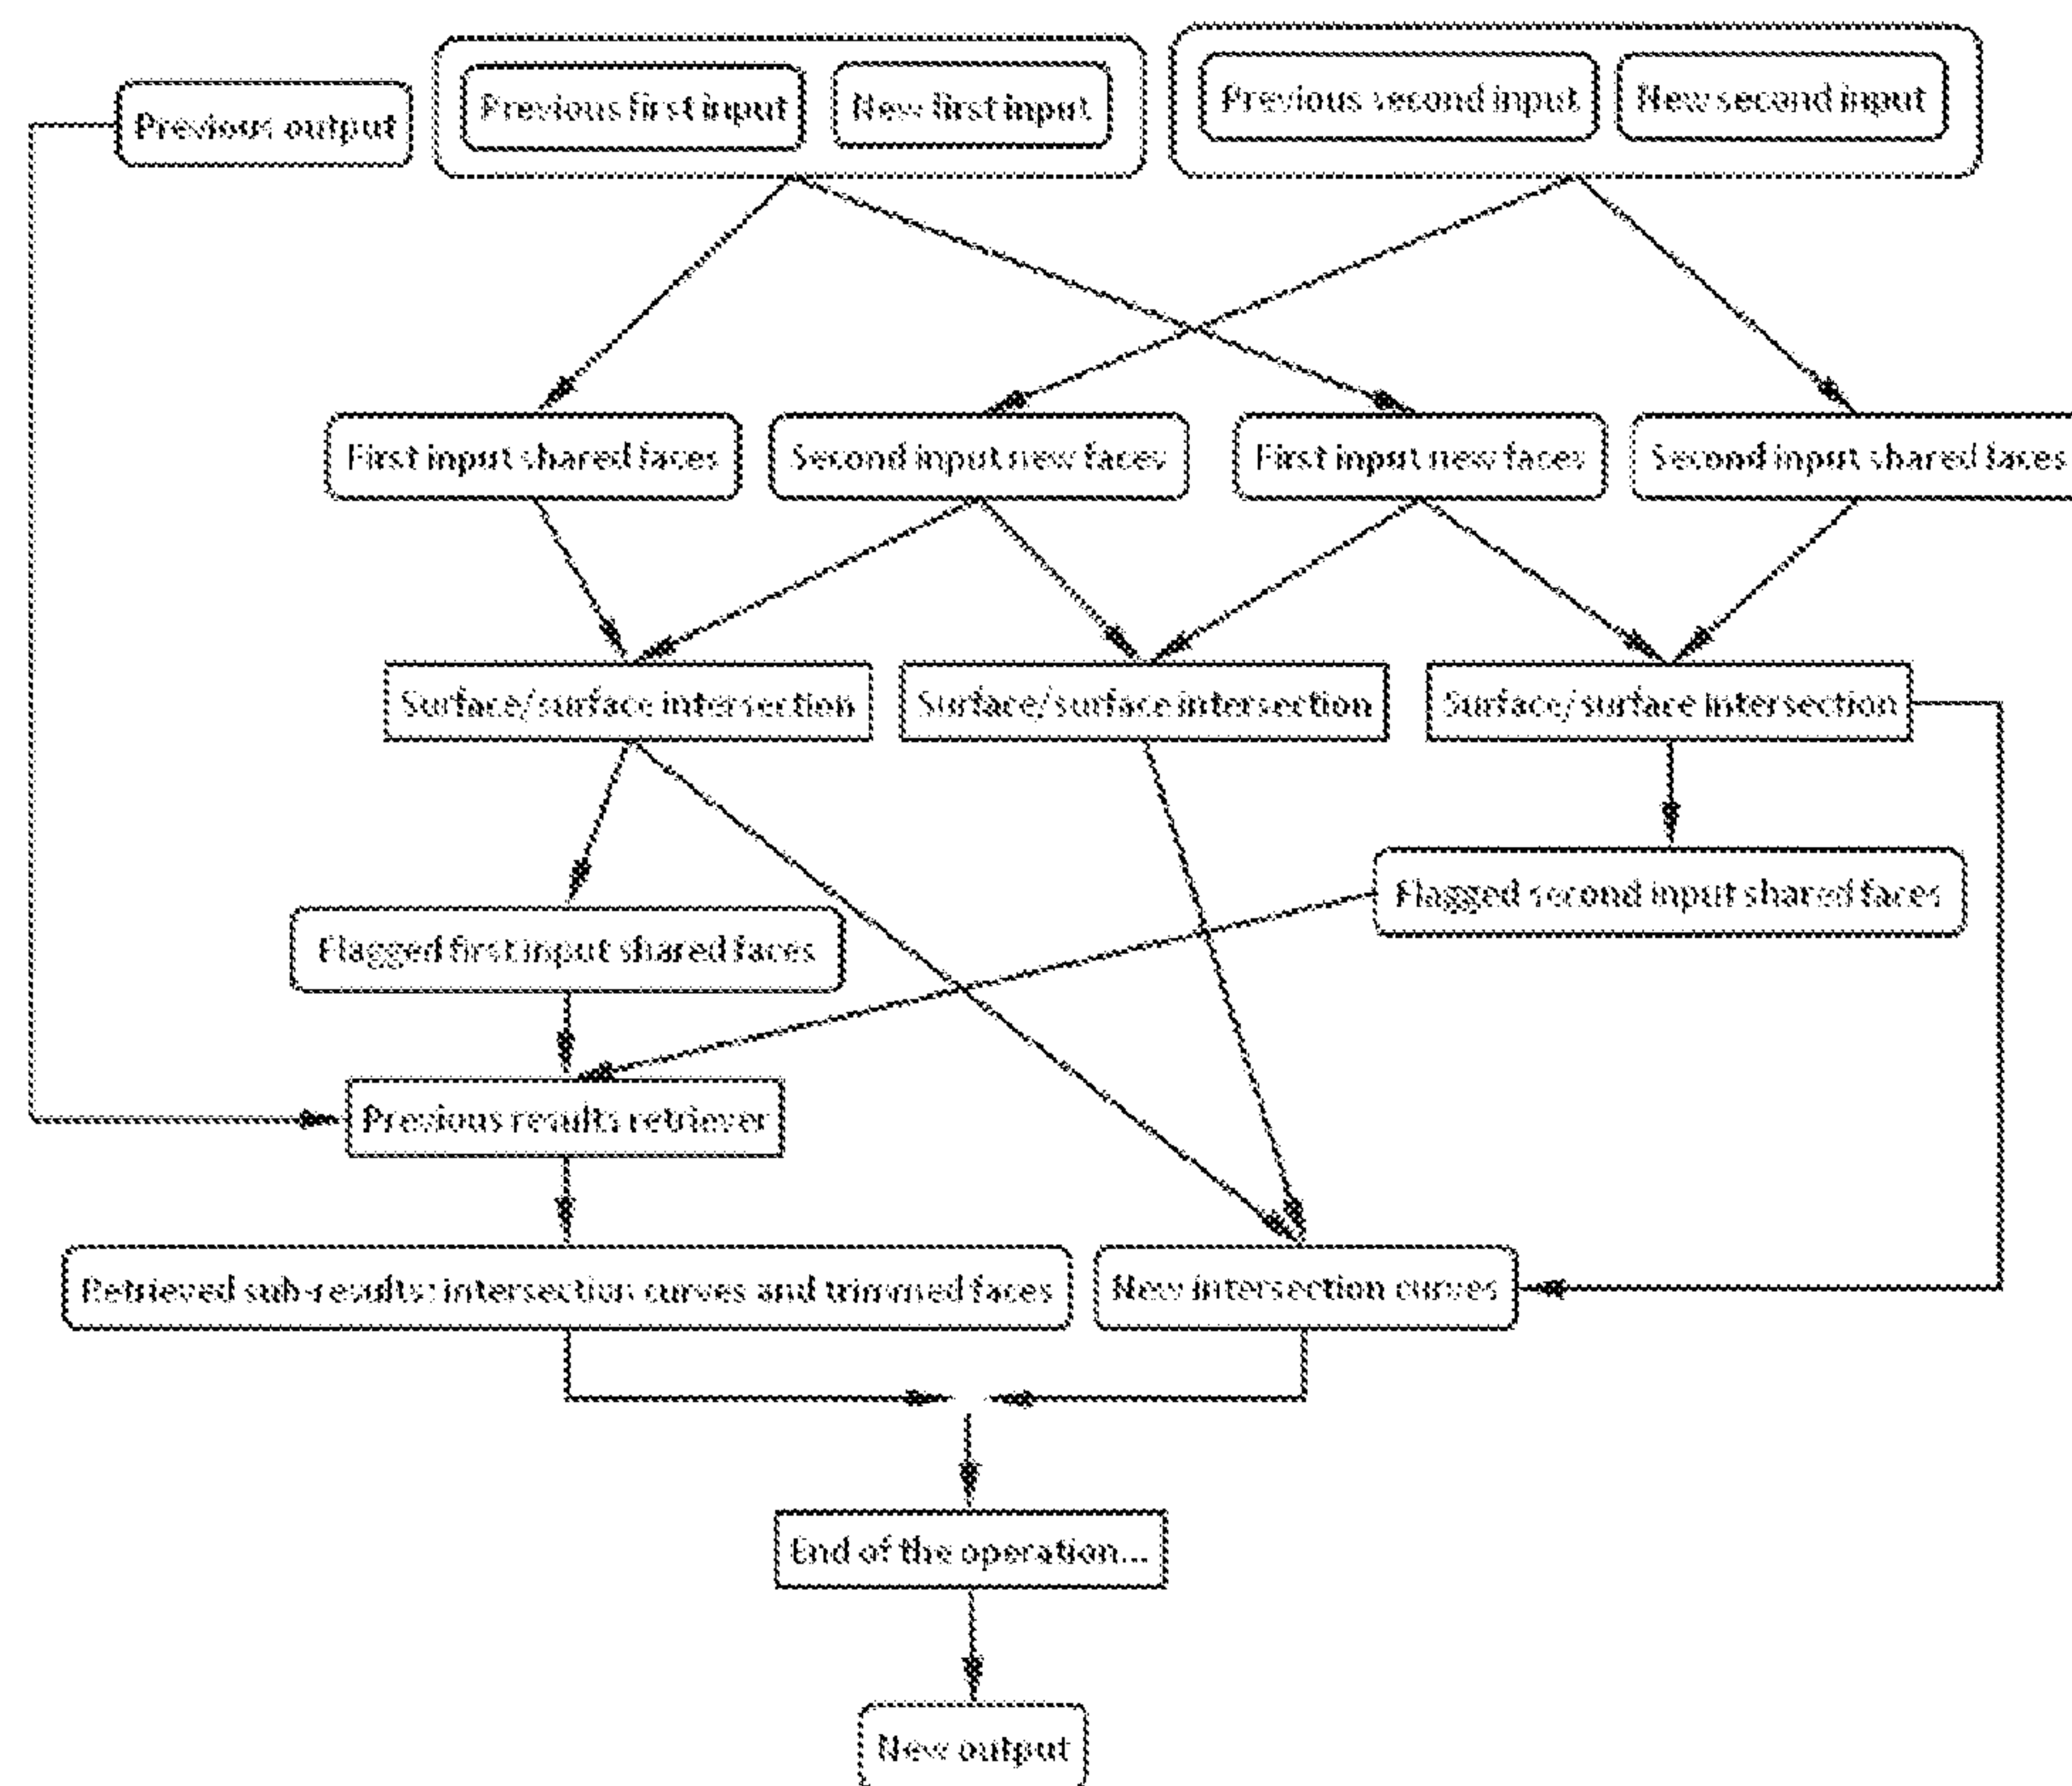 Previous output
Previous first input
New first input
Previous second input
New second input
First input shared faces
Second input new faces
First input new faces
Second input shared faces
Surface/surface intersection
Surface/surface intersection
Surface/surface intersection
Flagged second input shared faces
Flagged first input shared faces
Previous results retriever
Retrieved sub-results: intersection curves and trimmed faces
New intersection curves
End of the operation...
New output